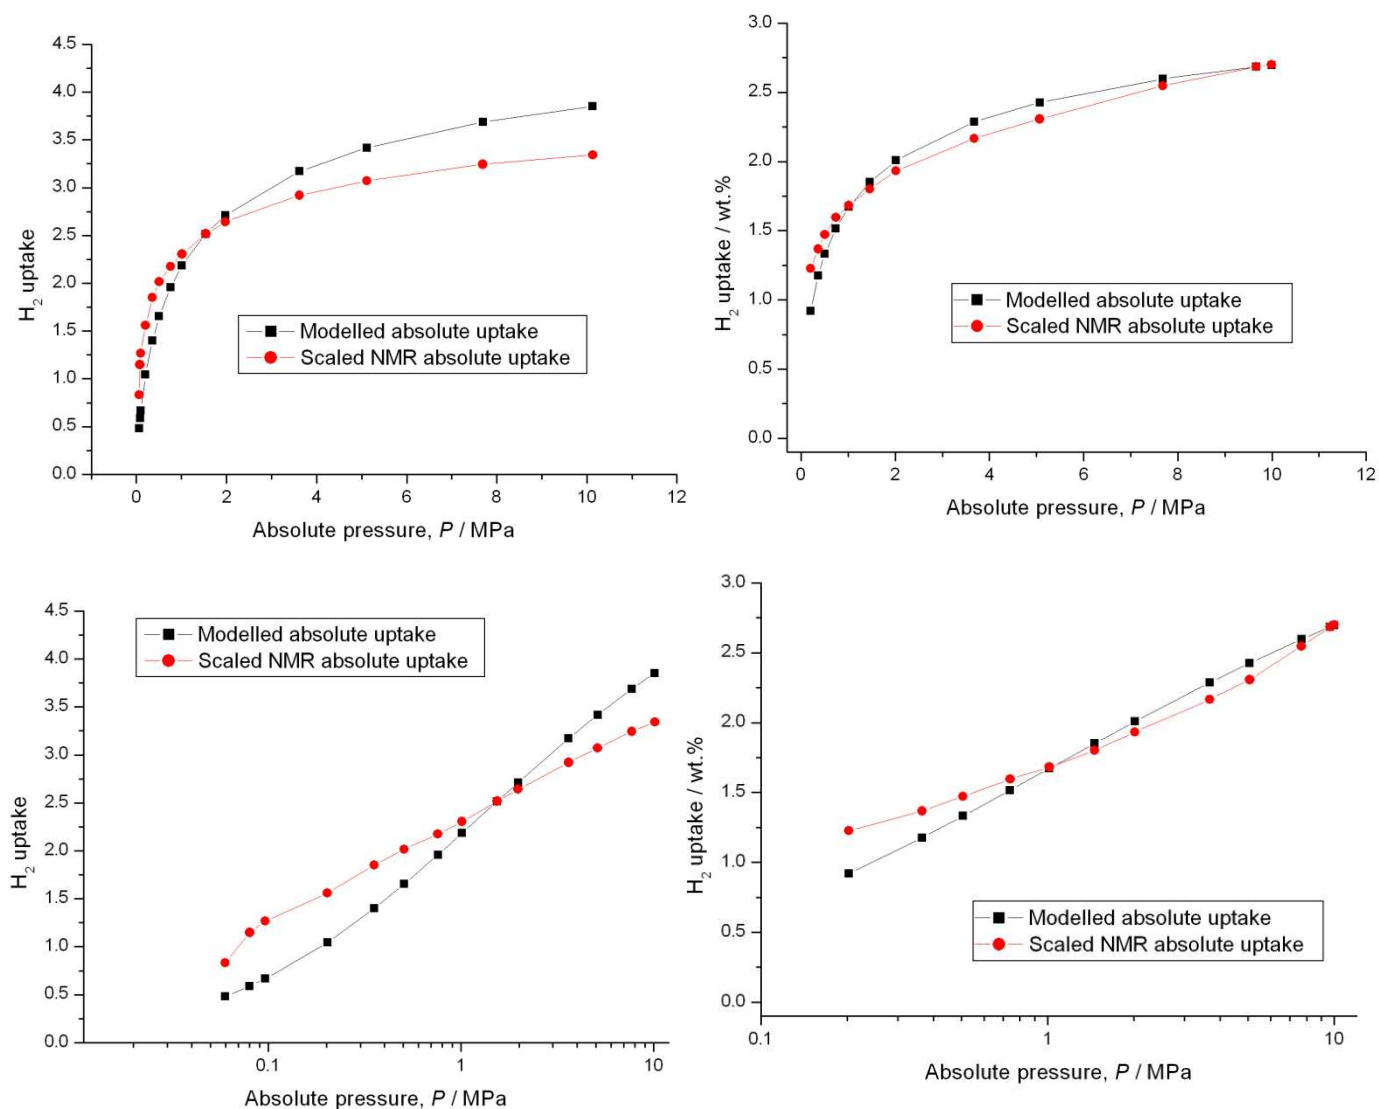 4.5
4.0
3.5
3.0
2.5
2.0
1.5
1.0
0.5
0.0
H₂ uptake
Modelled absolute uptake
Scaled NMR absolute uptake
0 2 4 6 8 10 12
Absolute pressure, P / MPa
3.0
2.5
2.0
1.5
1.0
0.5
0.0
H₂ uptake / wt.%
Modelled absolute uptake
Scaled NMR absolute uptake
0 2 4 6 8 10 12
Absolute pressure, P / MPa
4.5
4.0
3.5
3.0
2.5
2.0
1.5
1.0
0.5
0.0
H₂ uptake
Modelled absolute uptake
Scaled NMR absolute uptake
0.1 1 10
Absolute pressure, P / MPa
3.0
2.5
2.0
1.5
1.0
0.5
0.0
H₂ uptake / wt.%
Modelled absolute uptake
Scaled NMR absolute uptake
0.1 1 10
Absolute pressure, P / MPa